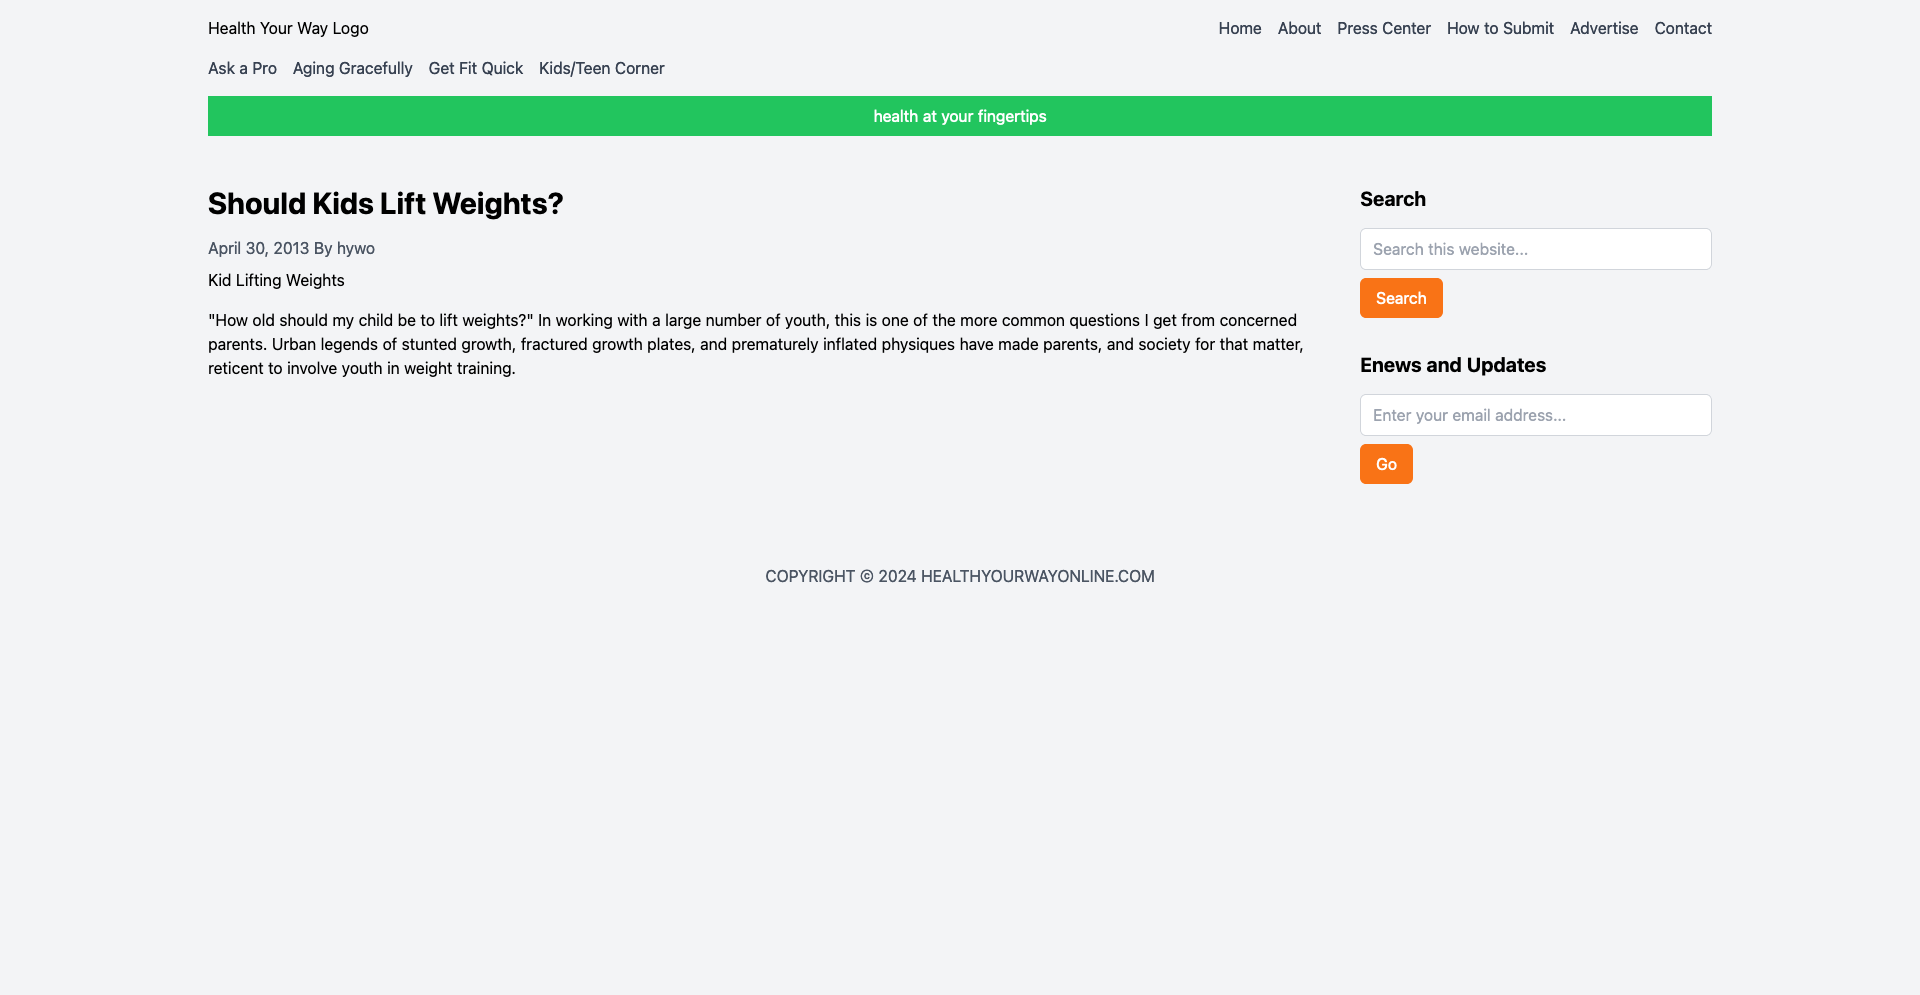 Health Your Way Logo
Home About Press Center How to Submit Advertise Contact
Ask a Pro Aging Gracefully Get Fit Quick Kids/Teen Corner
health at your fingertips
Should Kids Lift Weights?
April 30, 2013 By hywo
Kid Lifting Weights
"How old should my child be to lift weights?" In working with a large number of youth, this is one of the more common questions I get from concerned
parents. Urban legends of stunted growth, fractured growth plates, and prematurely inflated physiques have made parents, and society for that matter,
reticent to involve youth in weight training.
Search
Search this website...
Search
Enews and Updates
Enter your email address...
Go
COPYRIGHT © 2024 HEALTHYOURWAYONLINE.COM